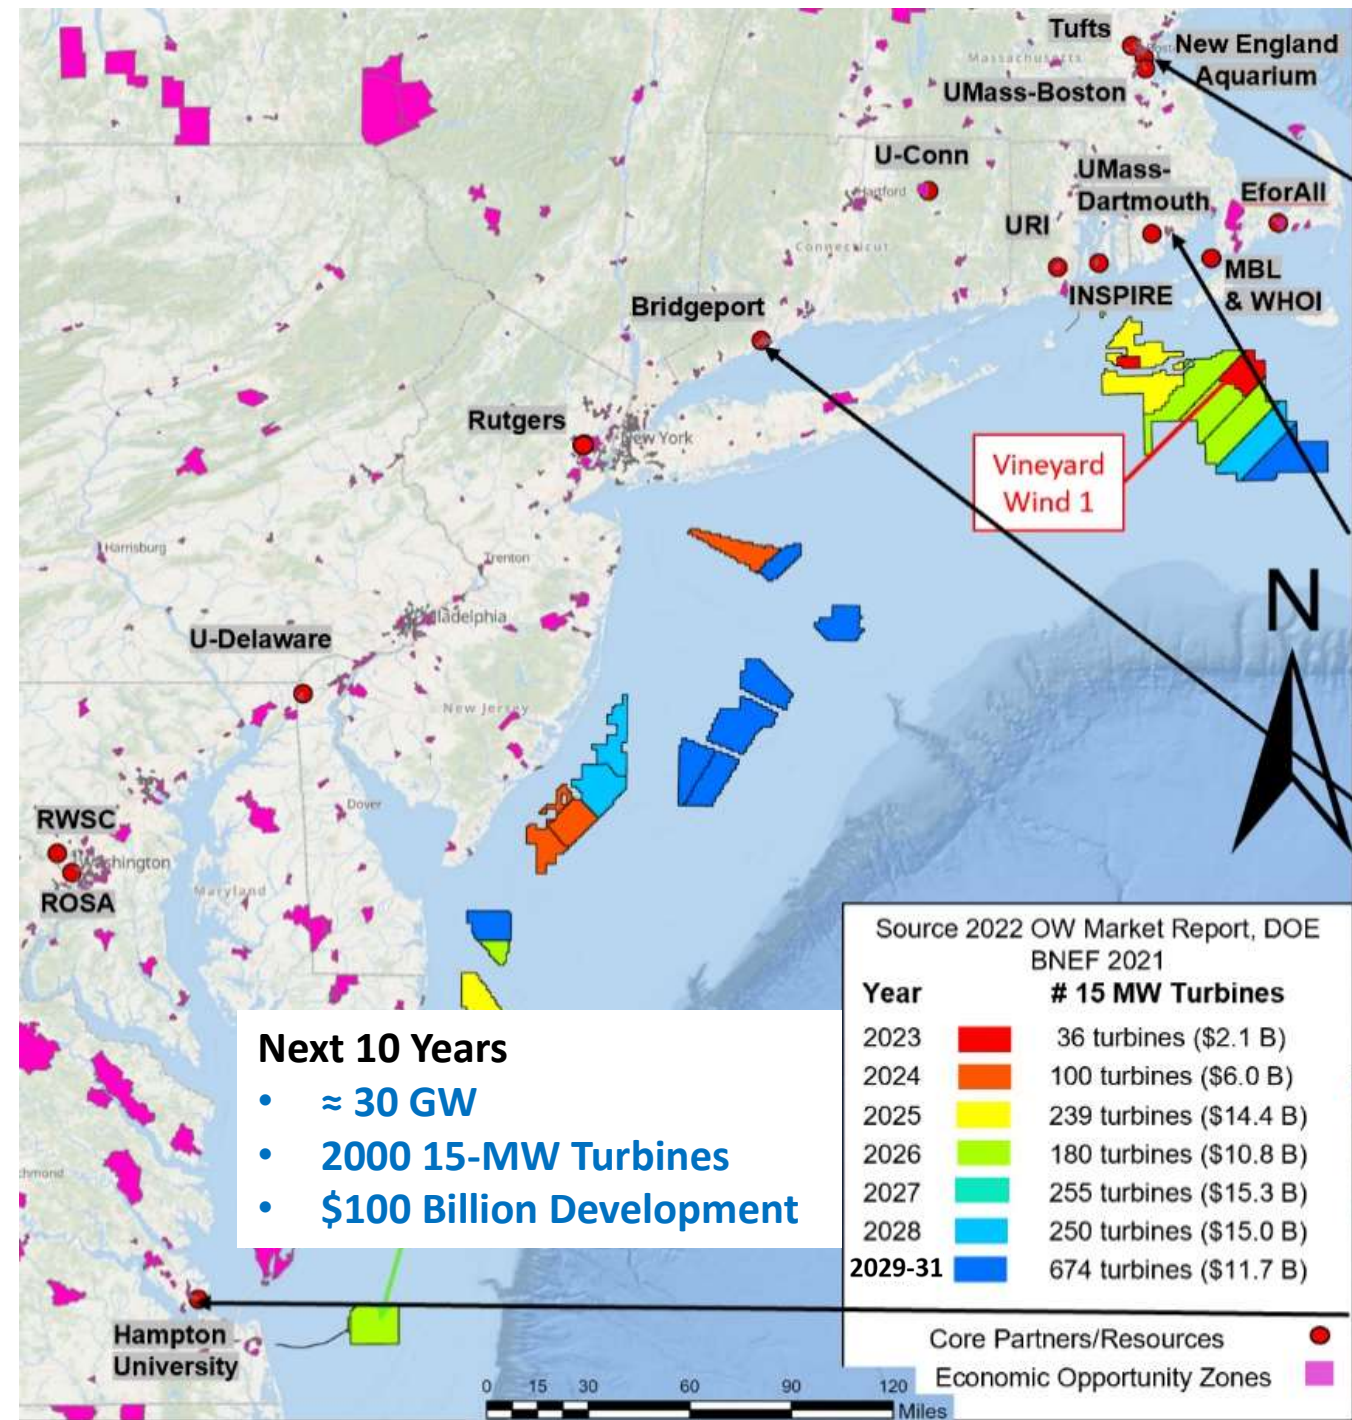 Tufts
Boston
New England
Aquarium
Massachusetts
UMass-Boston
U-Conn
Hartford
UMass-
Dartmouth
EforAll
URI
Connecticut
MBL
& WHOI
INSPIRE
Bridgeport
Rutgers
New York
Vineyard
Wind 1
Harrisburg
Trenton
N
Philadelphia
U-Delaware
New Jersey
Dover
RWSC
Washington
ROSA
Maryland
Source 2022 OW Market Report, DOE
BNEF 2021
Year # 15 MW Turbines
2023 36 turbines ($2.1 B)
2024 100 turbines ($6.0 B)
2025 239 turbines ($14.4 B)
2026 180 turbines ($10.8 B)
2027 255 turbines ($15.3 B)
2028 250 turbines ($15.0 B)
2029-31 674 turbines ($11.7 B)
Next 10 Years
• ≈ 30 GW
• 2000 15-MW Turbines
• $100 Billion Development
Hampton
University
Core Partners/Resources
Economic Opportunity Zones
0 15 30 60 90 120
Miles